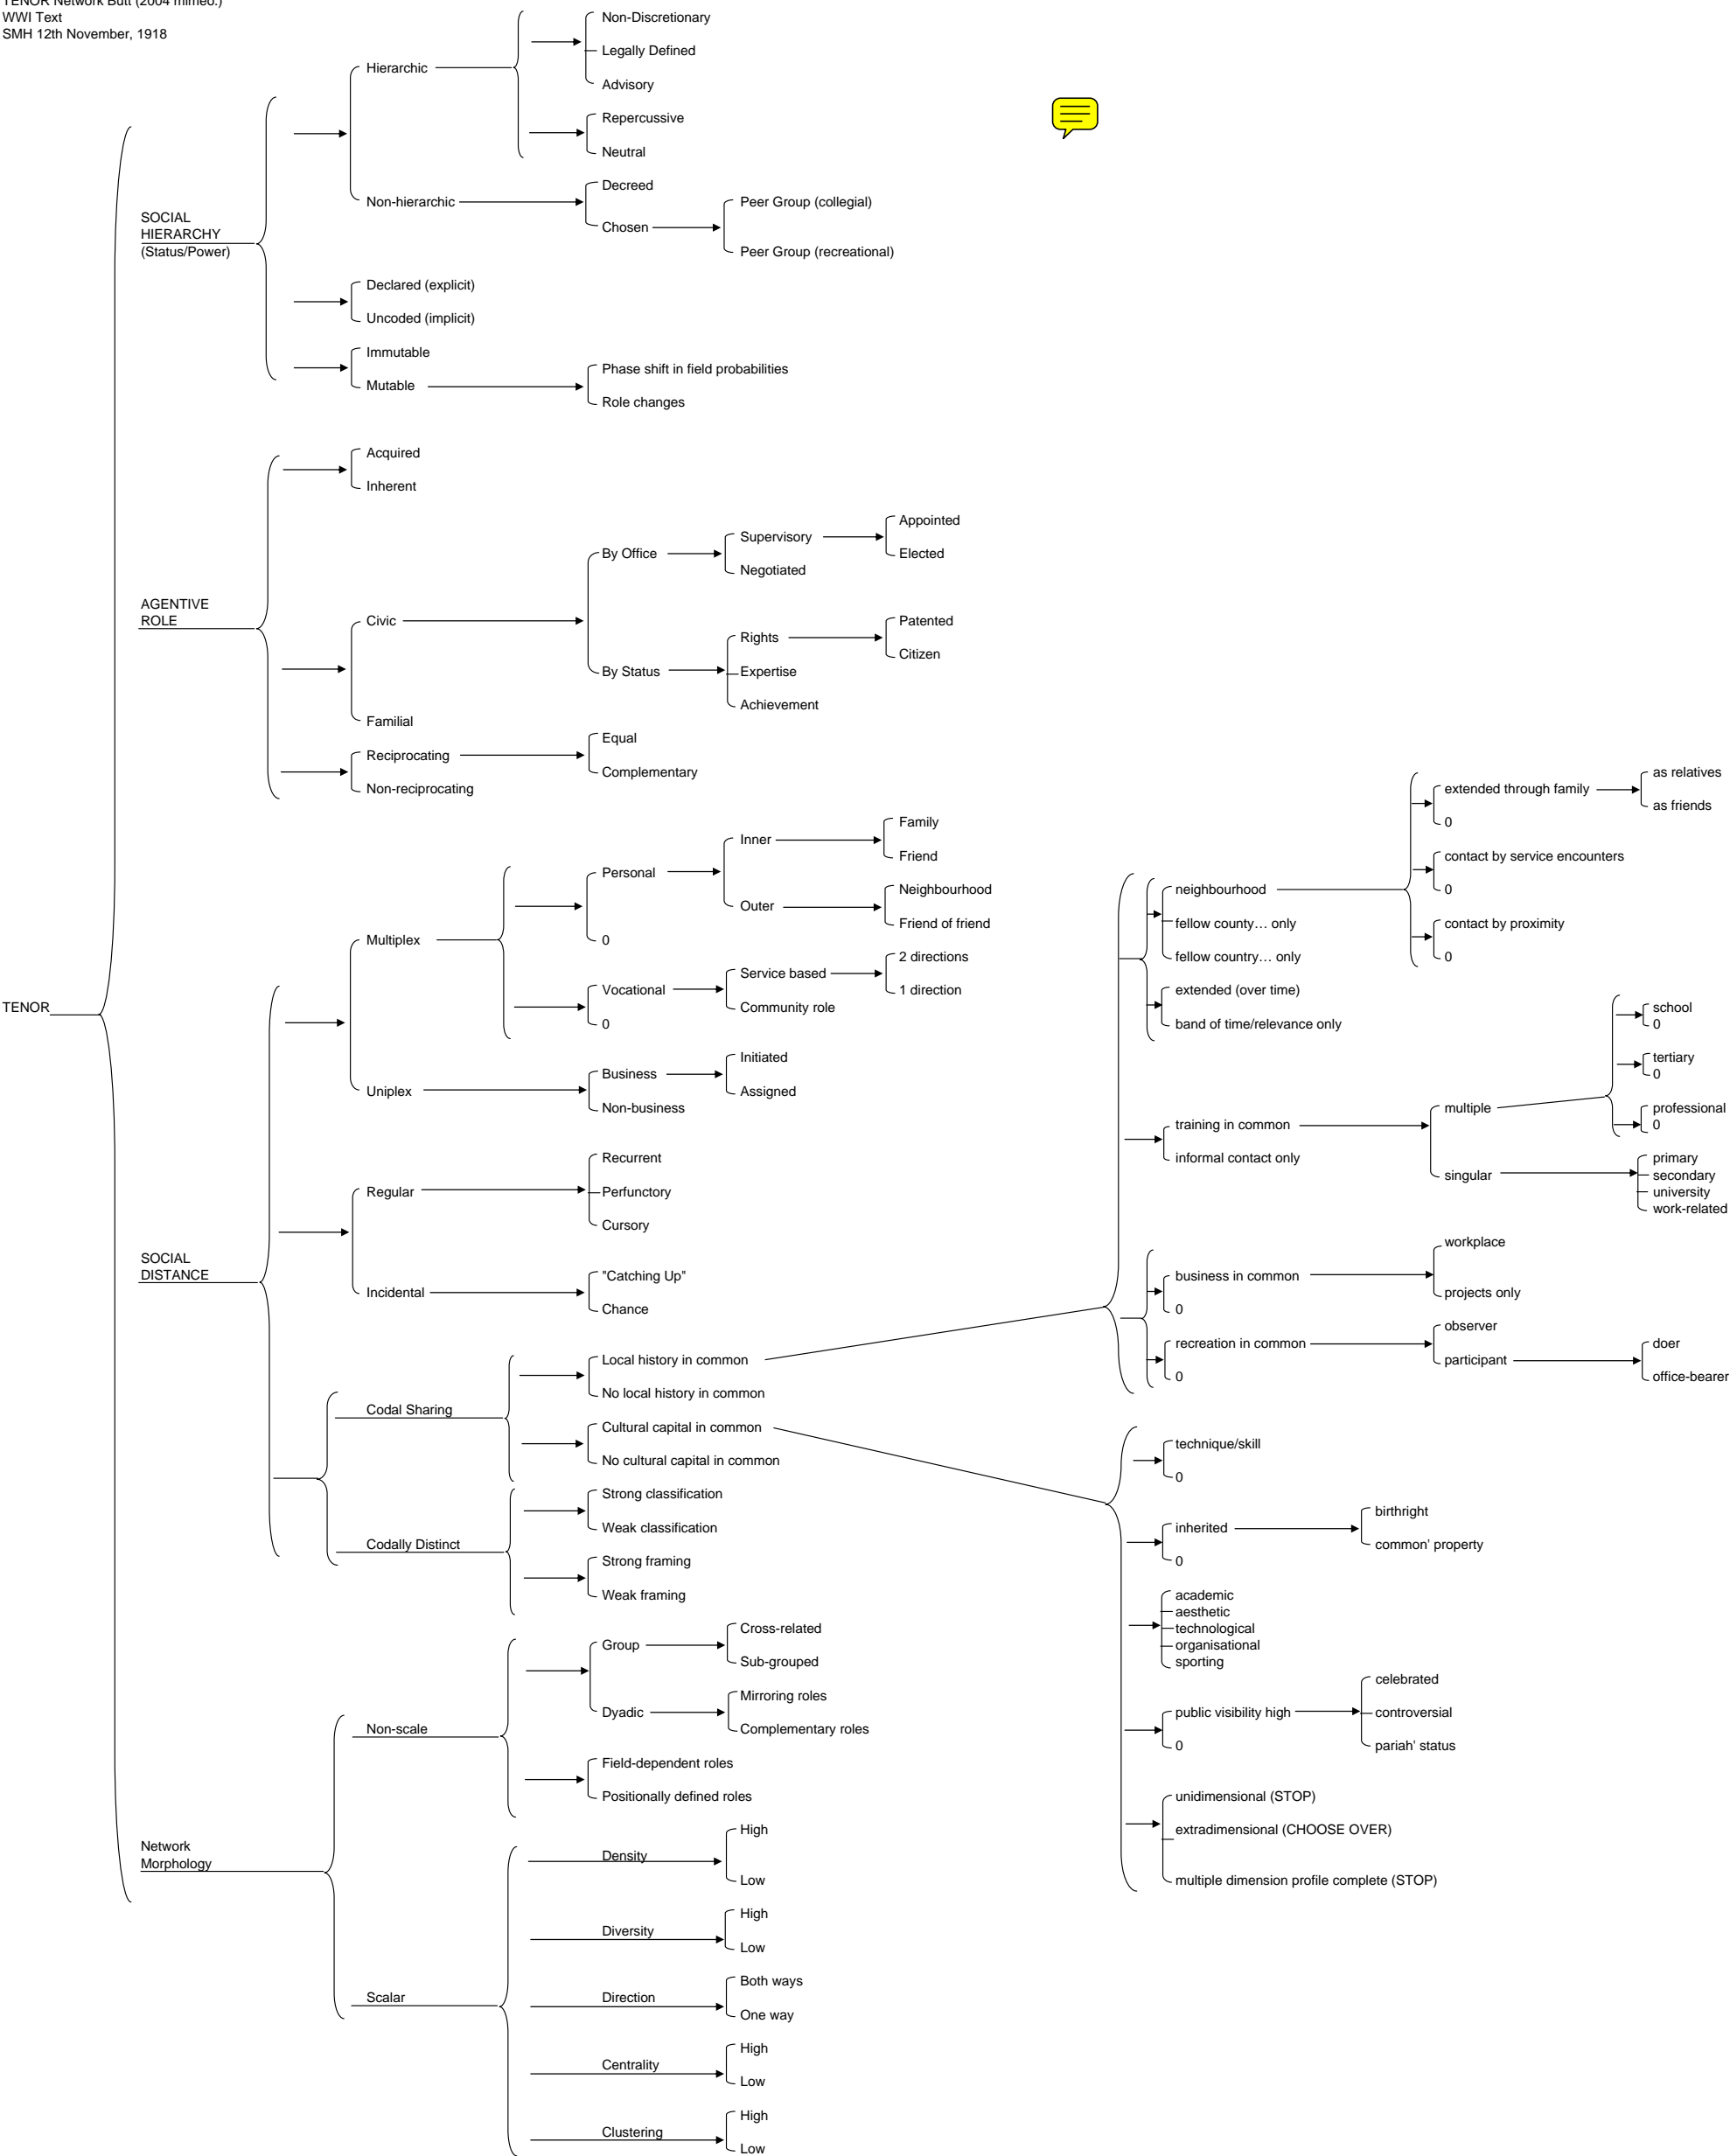 TENOR Network Butt (2004 mimeo.)
WWI Text
SMH 12th November, 1918
TENOR
SOCIAL
HIERARCHY
(Status/Power)
Hierarchic
Non-Discretionary
Legally Defined
Advisory
Repercussive
Neutral
Non-hierarchic
Decreed
Chosen
Peer Group (collegial)
Peer Group (recreational)
Declared (explicit)
Uncoded (implicit)
Immutable
Mutable
Phase shift in field probabilities
Role changes
AGENTIVE
ROLE
Acquired
Inherent
Civic
By Office
Supervisory
Appointed
Elected
Negotiated
By Status
Rights
Patented
Citizen
Expertise
Achievement
Familial
Reciprocating
Equal
Complementary
Non-reciprocating
SOCIAL
DISTANCE
Multiplex
Personal
Inner
Family
Friend
Outer
Neighbourhood
Friend of friend
0
Vocational
Service based
2 directions
1 direction
Community role
0
Uniplex
Business
Initiated
Assigned
Non-business
Regular
Recurrent
Perfunctory
Cursory
Incidental
"Catching Up"
Chance
Codal Sharing
Local history in common
No local history in common
Cultural capital in common
No cultural capital in common
Codally Distinct
Strong classification
Weak classification
Strong framing
Weak framing
neighbourhood
extended through family
as relatives
as friends
0
contact by service encounters
0
contact by proximity
0
fellow county… only
fellow country… only
extended (over time)
band of time/relevance only
training in common
multiple
school
0
tertiary
0
professional
0
singular
primary
secondary
university
work-related
informal contact only
business in common
workplace
projects only
0
recreation in common
observer
participant
doer
office-bearer
0
technique/skill
0
inherited
birthright
common' property
0
academic
aesthetic
technological
organisational
sporting
public visibility high
celebrated
controversial
pariah' status
0
unidimensional (STOP)
extradimensional (CHOOSE OVER)
multiple dimension profile complete (STOP)
Network
Morphology
Non-scale
Group
Cross-related
Sub-grouped
Dyadic
Mirroring roles
Complementary roles
Field-dependent roles
Positionally defined roles
Scalar
Density
High
Low
Diversity
High
Low
Direction
Both ways
One way
Centrality
High
Low
Clustering
High
Low